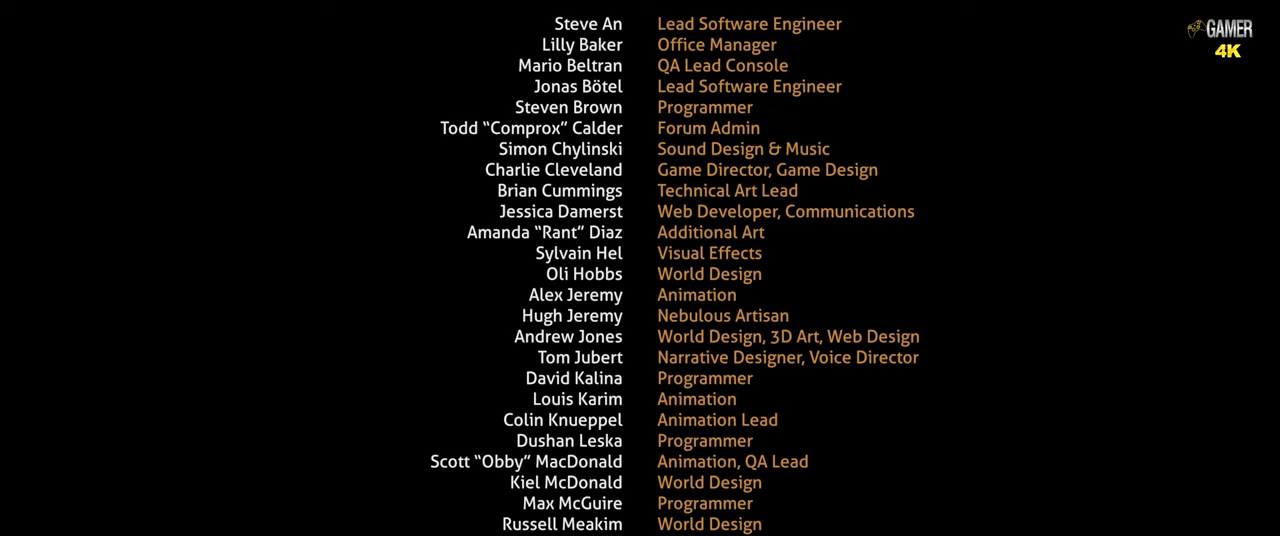 Steve An Lead Software Engineer
Lilly Baker Office Manager
Mario Beltran QA Lead Console
Jonas Bötel Lead Software Engineer
Steven Brown Programmer
Todd “Comprox” Calder Forum Admin
Simon Chylinski Sound Design & Music
Charlie Cleveland Game Director, Game Design
Brian Cummings Technical Art Lead
Jessica Damerst Web Developer, Communications
Amanda “Rant” Diaz Additional Art
Sylvain Hel Visual Effects
Oli Hobbs World Design
Alex Jeremy Animation
Hugh Jeremy Nebulous Artisan
Andrew Jones World Design, 3D Art, Web Design
Tom Jubert Narrative Designer, Voice Director
David Kalina Programmer
Louis Karim Animation
Colin Knueppel Animation Lead
Dushan Leska Programmer
Scott “Obby” MacDonald Animation, QA Lead
Kiel McDonald World Design
Max McGuire Programmer
Russell Meakim World Design
GAMER
4K